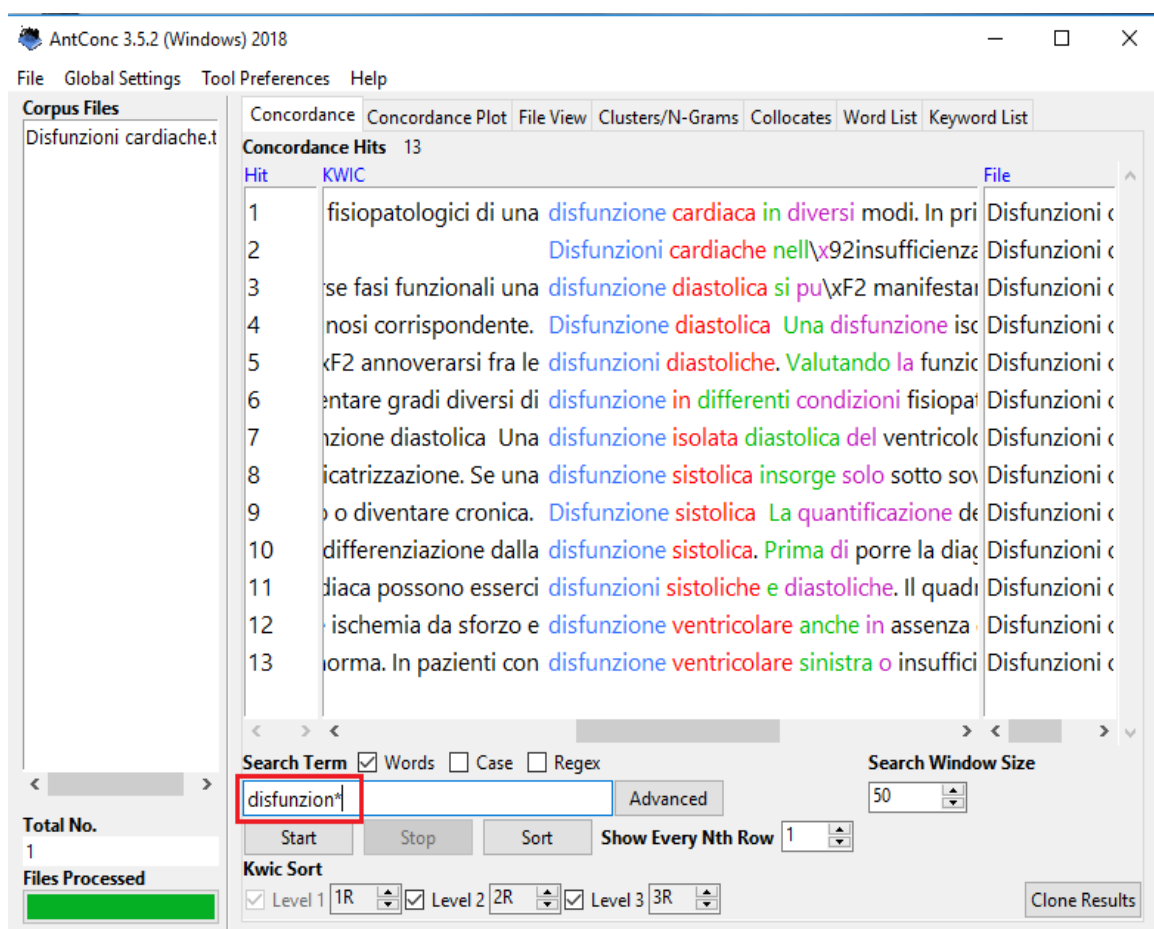 AntConc 3.5.2 (Windows) 2018
File Global Settings Tool Preferences Help
Corpus Files
Disfunzioni cardiache.t
Concordance Concordance Plot File View Clusters/N-Grams Collocates Word List Keyword List
Concordance Hits 13
Hit KWIC File
1 fisiopatologici di una disfunzione cardiaca in diversi modi. In pri Disfunzioni c
2 Disfunzioni cardiache nell\x92insufficienza Disfunzioni c
3 rse fasi funzionali una disfunzione diastolica si pu\xF2 manifestar Disfunzioni c
4 nosi corrispondente. Disfunzione diastolica Una disfunzione iso Disfunzioni c
5 xF2 annoverarsi fra le disfunzioni diastoliche. Valutando la funzio Disfunzioni c
6 entare gradi diversi di disfunzione in differenti condizioni fisiopat Disfunzioni c
7 nzione diastolica Una disfunzione isolata diastolica del ventricolo Disfunzioni c
8 icatrizzazione. Se una disfunzione sistolica insorge solo sotto sov Disfunzioni c
9 o o diventare cronica. Disfunzione sistolica La quantificazione de Disfunzioni c
10 differenziazione dalla disfunzione sistolica. Prima di porre la diag Disfunzioni c
11 diaca possono esserci disfunzioni sistoliche e diastoliche. Il quadr Disfunzioni c
12 ischemia da sforzo e disfunzione ventricolare anche in assenza Disfunzioni c
13 norma. In pazienti con disfunzione ventricolare sinistra o insuffici Disfunzioni c
Search Term Words Case Regex Search Window Size
disfunzion* Advanced 50
Total No.
1
Start Stop Sort Show Every Nth Row 1
Files Processed
Kwic Sort
Level 1 1R Level 2 2R Level 3 3R Clone Results